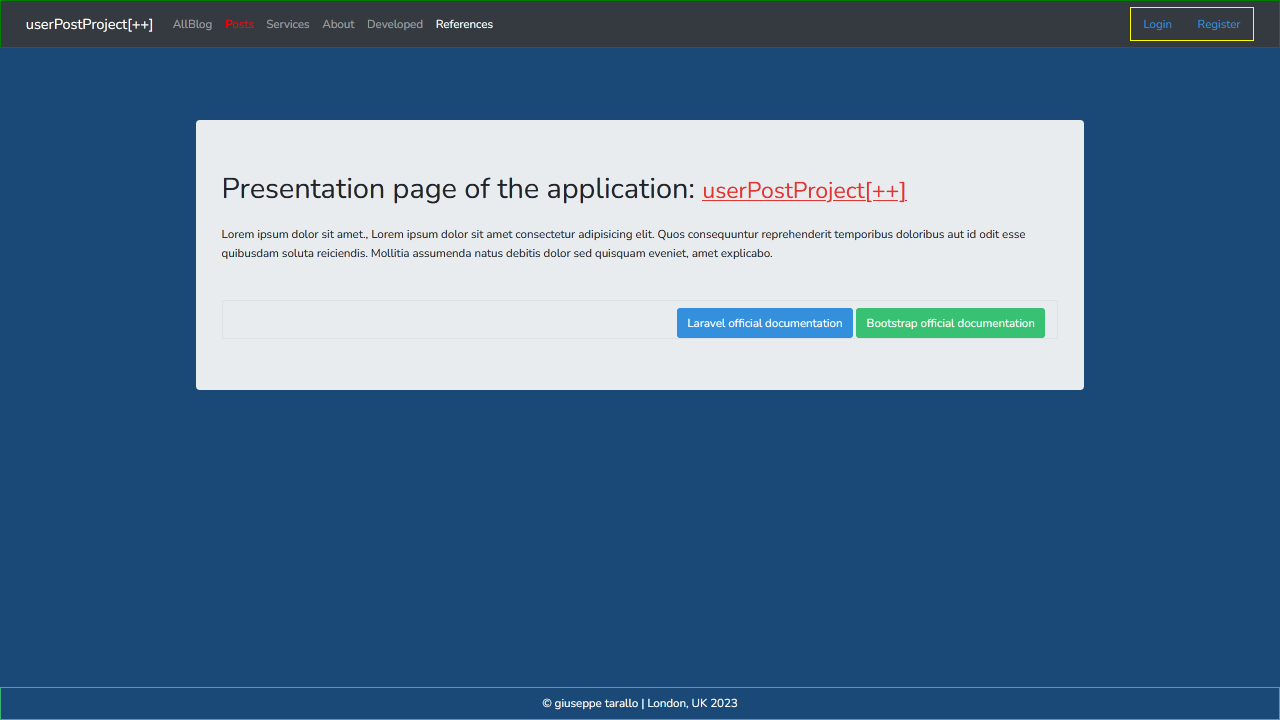 userPostProject[++] AllBlog Posts Services About Developed References Login Register
Presentation page of the application: userPostProject[++]
Lorem ipsum dolor sit amet., Lorem ipsum dolor sit amet consectetur adipisicing elit. Quos consequuntur reprehenderit temporibus doloribus aut id odit esse
quibusdam soluta reiciendis. Mollitia assumenda natus debitis dolor sed quisquam eveniet, amet explicabo.
Laravel official documentation Bootstrap official documentation
© giuseppe tarallo | London, UK 2023